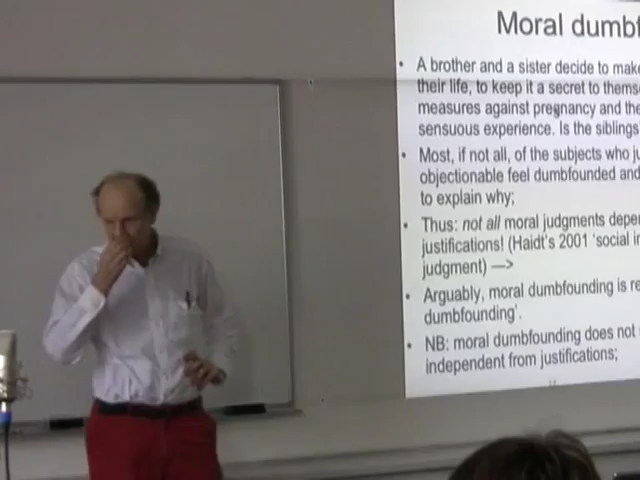 Moral dumbf
• A brother and a sister decide to make
their life, to keep it a secret to thems
measures against pregnancy and the
sensuous experience. Is the siblings'
• Most, if not all, of the subjects who ju
objectionable feel dumbfounded and
to explain why;
• Thus: not all moral judgments depe
justifications! (Haidt's 2001 'social in
judgment) —>
• Arguably, moral dumbfounding is re
dumbfounding'.
• NB: moral dumbfounding does not
independent from justifications;